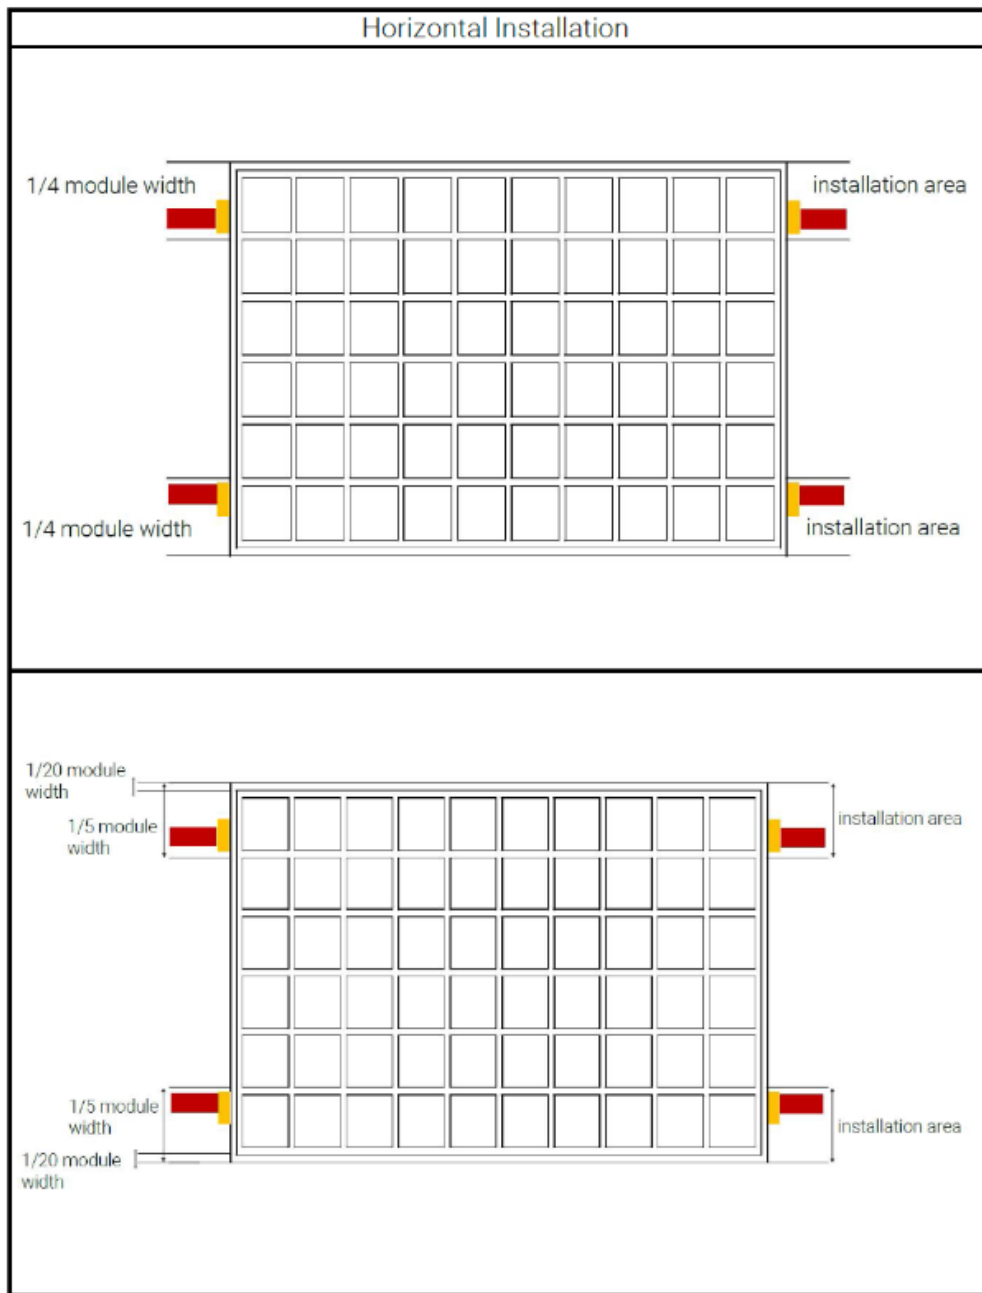 Horizontal Installation
1/4 module width
installation area
1/4 module width
installation area
1/20 module
width
1/5 module
width
installation area
1/5 module
width
installation area
1/20 module
width